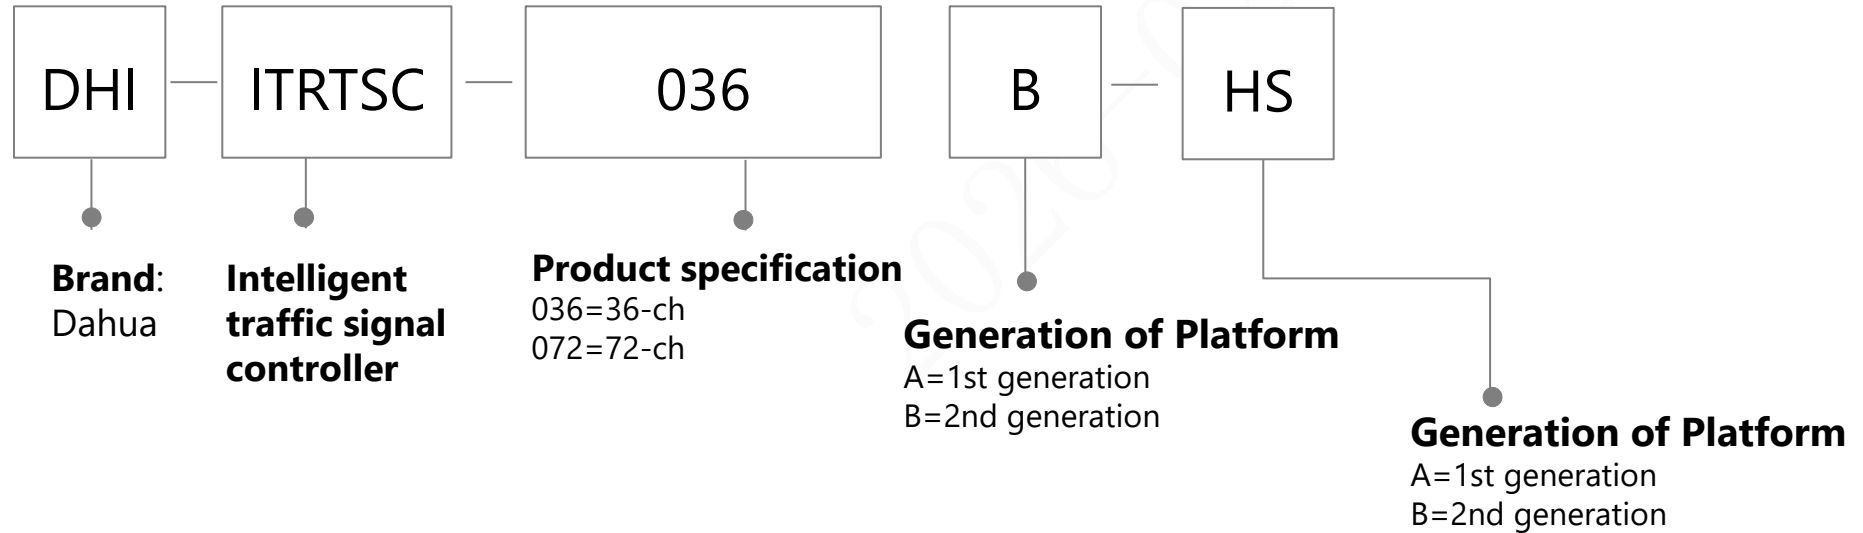 DHI
ITRTSC
036
B
HS
Brand:
Dahua
Intelligent
traffic signal
controller
Product specification
036=36-ch
072=72-ch
Generation of Platform
A=1st generation
B=2nd generation
Generation of Platform
A=1st generation
B=2nd generation